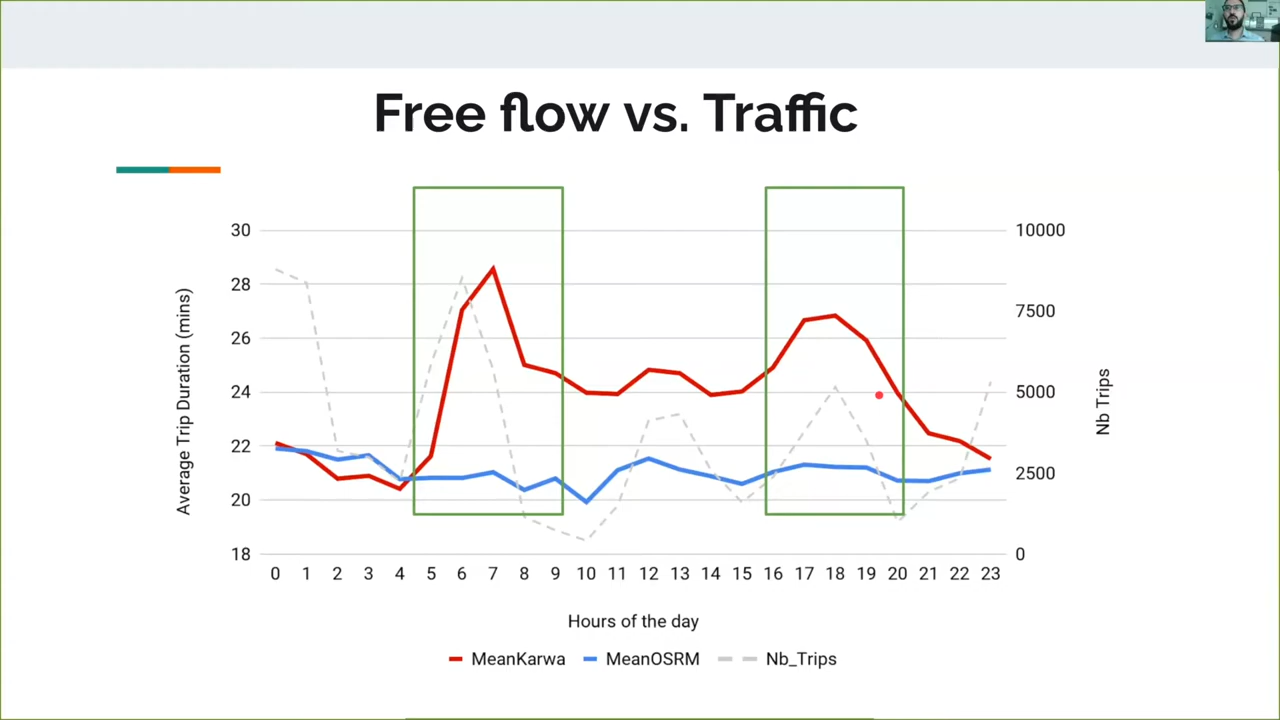 Free flow vs. Traffic
30
28
26
24
22
20
18
Average Trip Duration (mins)
10000
7500
5000
2500
0
Nb Trips
0 1 2 3 4 5 6 7 8 9 10 11 12 13 14 15 16 17 18 19 20 21 22 23
Hours of the day
MeanKarwa MeanOSRM Nb_Trips